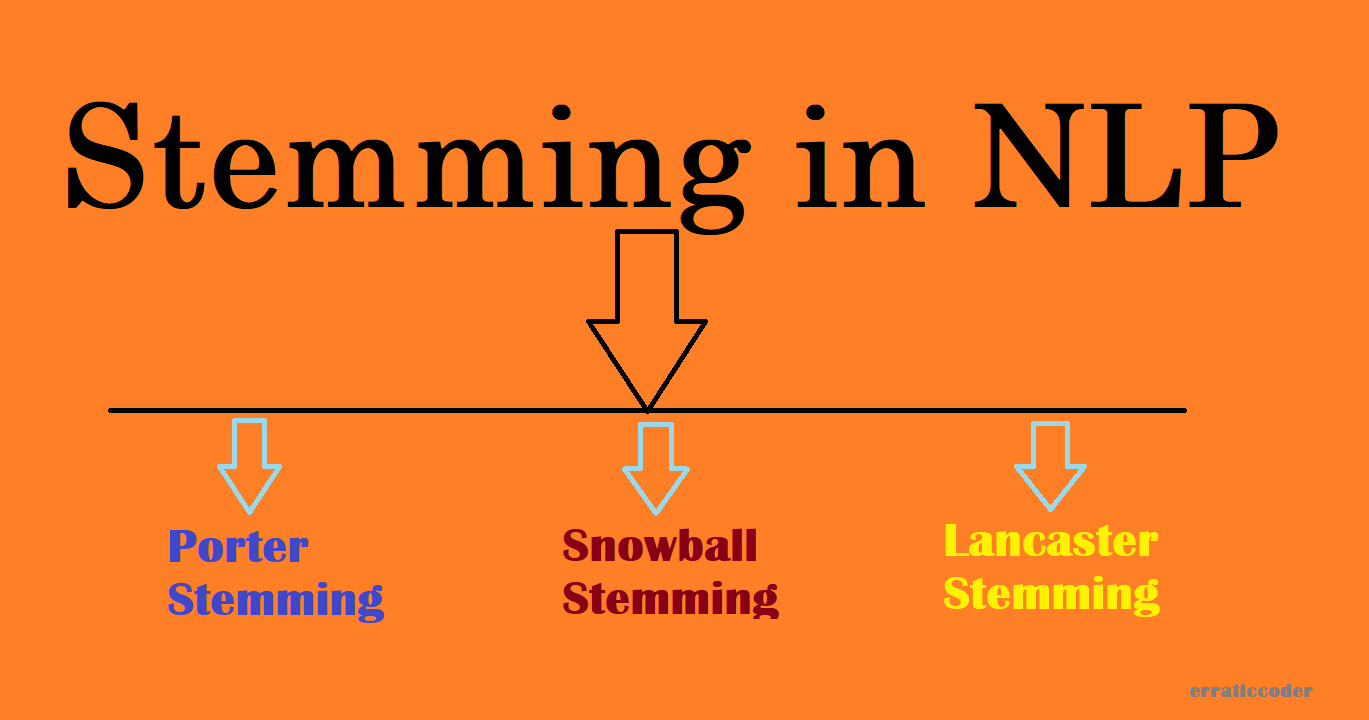 Stemming in NLP
Porter
Stemming
Snowball
Stemming
Lancaster
Stemming
erraticcoder